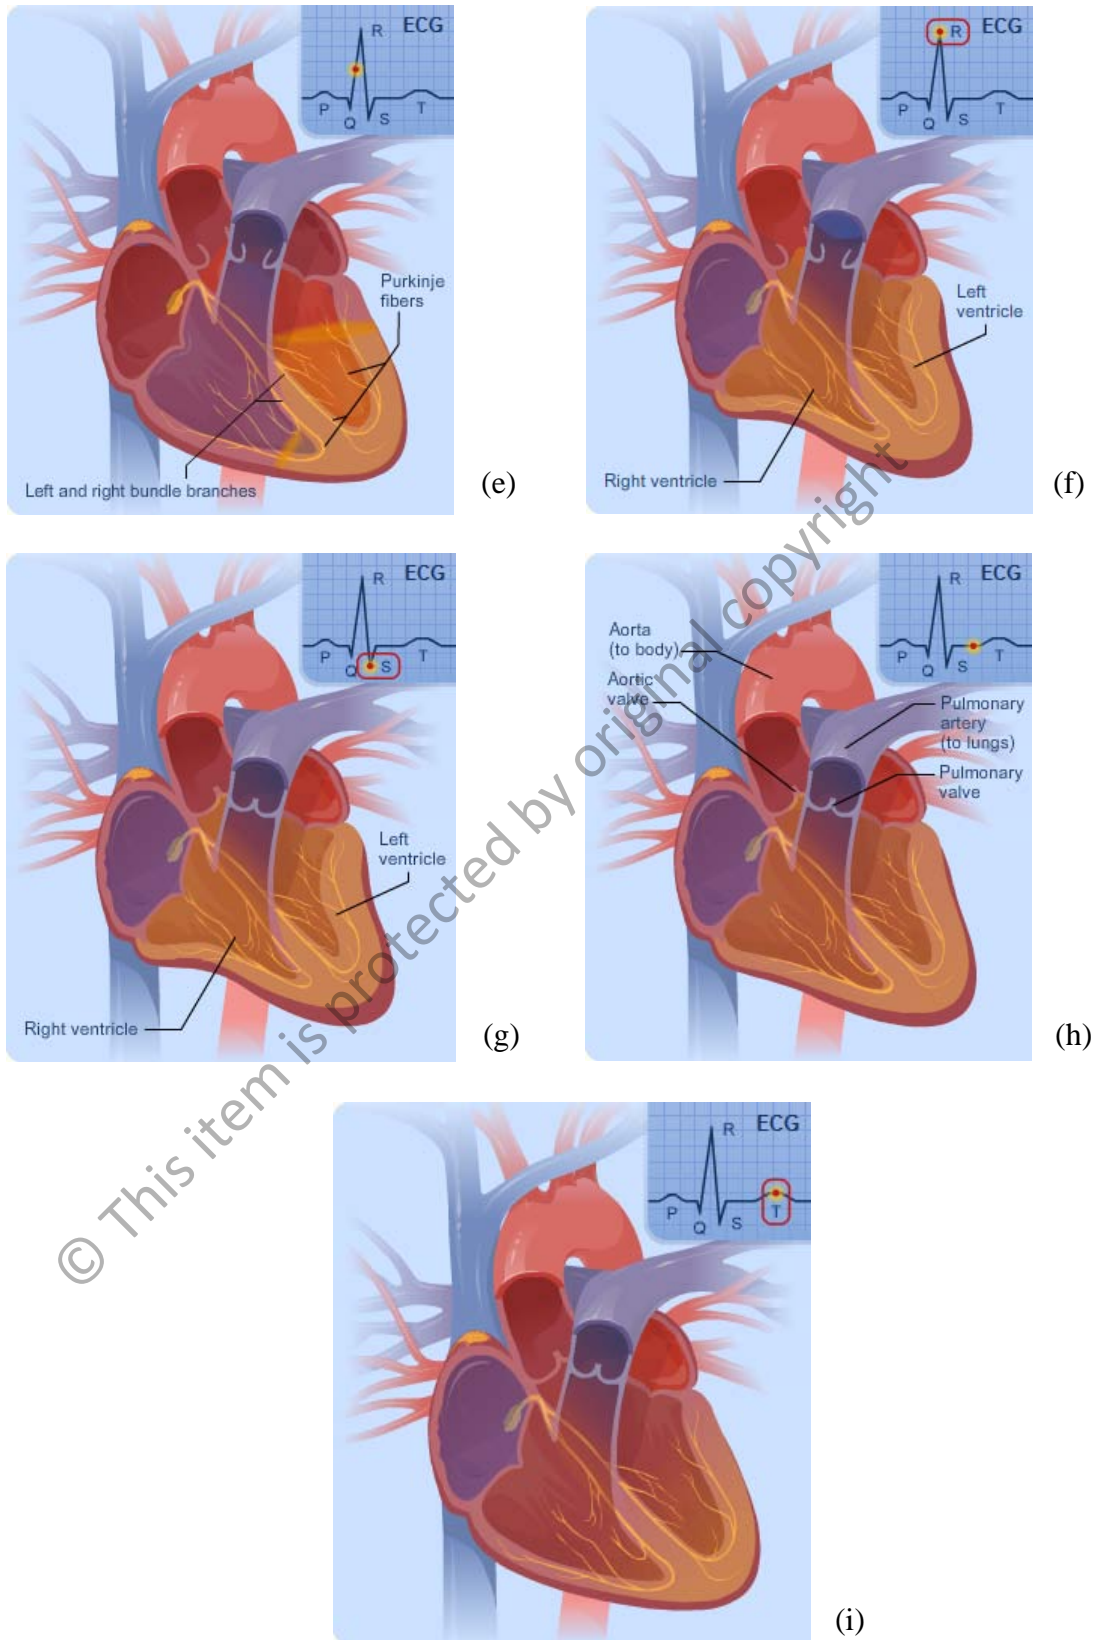 ECG
R
P
Q
S
T
Purkinje
fibers
Left and right bundle branches
(e)
R
ECG
P
Q
S
T
Left
ventricle
Right ventricle
(f)
ECG
R
P
Q
S
T
Left
ventricle
Right ventricle
(g)
ECG
R
P
Q
S
T
Aorta
(to body)
Aortic
valve
Pulmonary
artery
(to lungs)
Pulmonary
valve
(h)
ECG
R
P
Q
S
T
(i)
© This item is protected by original copyright